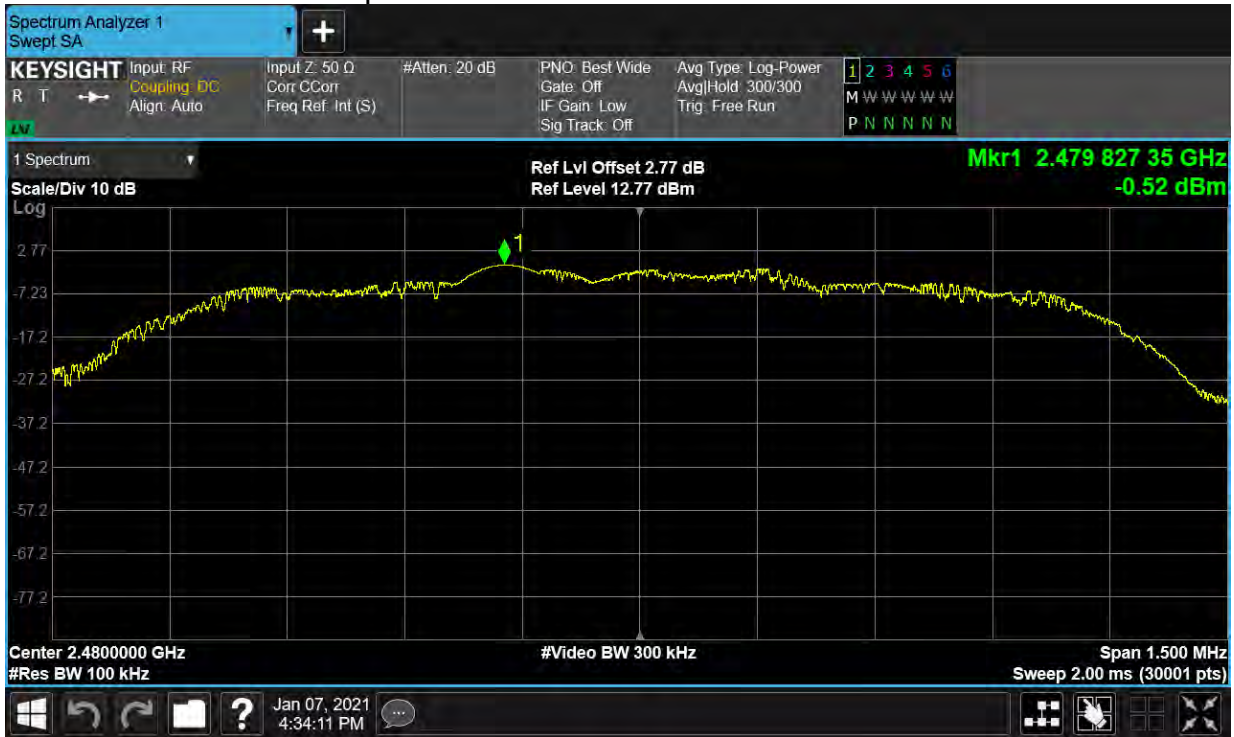 Spectrum Analyzer 1
Swept SA
+
KEYSIGHT Input: RF
R T Coupling: DC
Align: Auto
LXI
Input Z: 50 Ω
Corr CCorr
Freq Ref: Int (S)
#Atten: 20 dB
PNO: Best Wide
Gate: Off
IF Gain: Low
Sig Track: Off
Avg Type: Log-Power
Avg|Hold: 300/300
Trig: Free Run
1 2 3 4 5 6
M W W W W W W
P N N N N N N
1 Spectrum
Scale/Div 10 dB
Log
Ref Lvl Offset 2.77 dB
Ref Level 12.77 dBm
Mkr1 2.479 827 35 GHz
-0.52 dBm
1
2.77
-7.23
-17.2
-27.2
-37.2
-47.2
-57.2
-67.2
-77.2
Center 2.4800000 GHz
#Res BW 100 kHz
#Video BW 300 kHz
Span 1.500 MHz
Sweep 2.00 ms (30001 pts)
?
Jan 07, 2021
4:34:11 PM